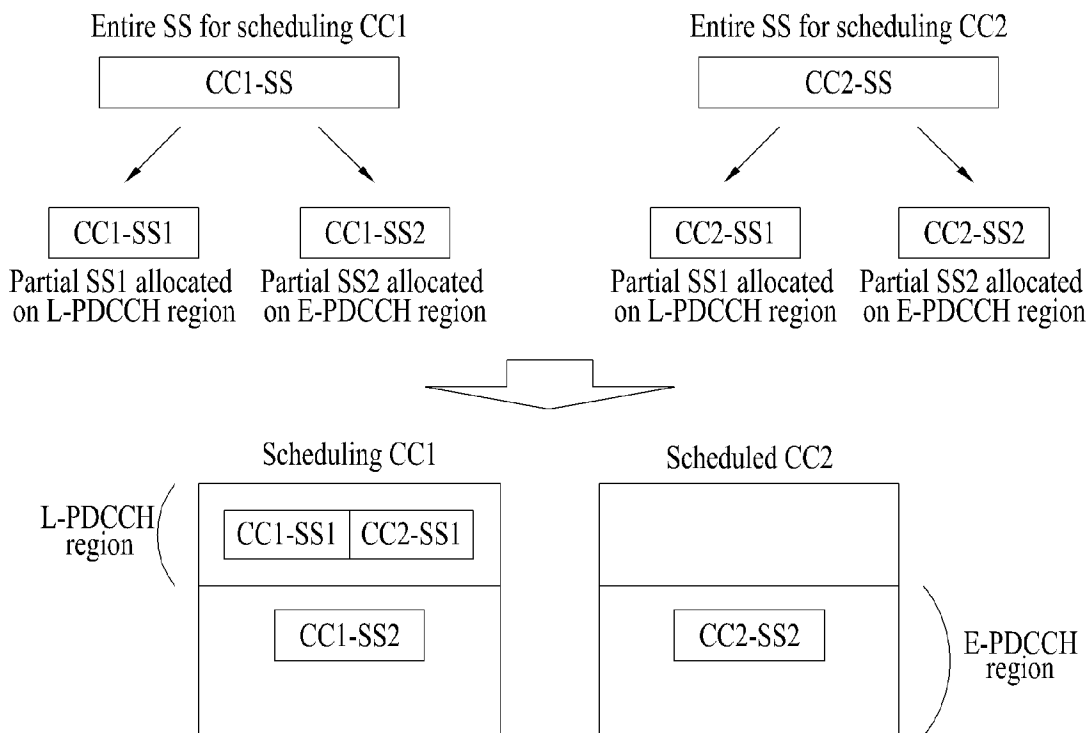 Entire SS for scheduling CC1
Entire SS for scheduling CC2
CC1-SS
CC2-SS
CC1-SS1
CC1-SS2
CC2-SS1
CC2-SS2
Partial SS1 allocated
on L-PDCCH region
Partial SS2 allocated
on E-PDCCH region
Partial SS1 allocated
on L-PDCCH region
Partial SS2 allocated
on E-PDCCH region
Scheduling CC1
Scheduled CC2
L-PDCCH
region
CC1-SS1
CC2-SS1
CC1-SS2
CC2-SS2
E-PDCCH
region